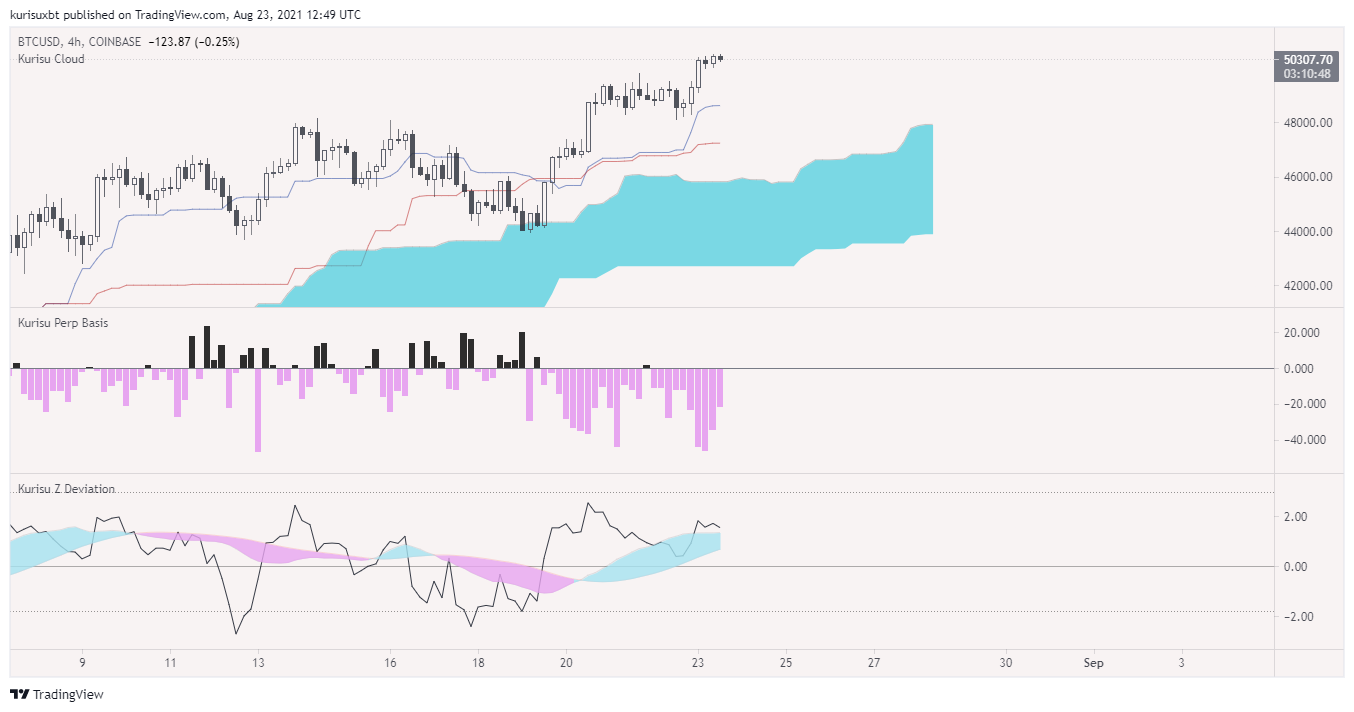 kurisuxbt published on TradingView.com, Aug 23, 2021 12:49 UTC
BTCUSD, 4h, COINBASE −123.87 (−0.25%)
Kurisu Cloud
50307.70
03:10:48
48000.00
46000.00
44000.00
42000.00
Kurisu Perp Basis
20.000
0.000
−20.000
−40.000
Kurisu Z Deviation
2.00
0.00
−2.00
9 11 13 16 18 20 23 25 27 30 Sep 3
TradingView